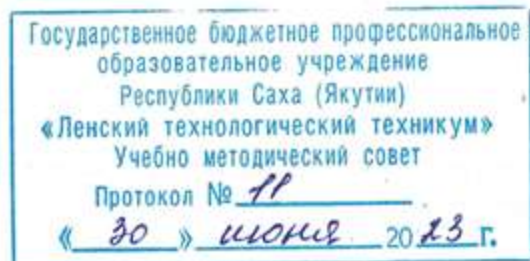 Государственное бюджетное профессиональное
образовательное учреждение
Республики Саха (Якутии)
«Ленский технологический техникум»
Учебно методический совет
Протокол № 11
« 30 » июня 20 23 г.